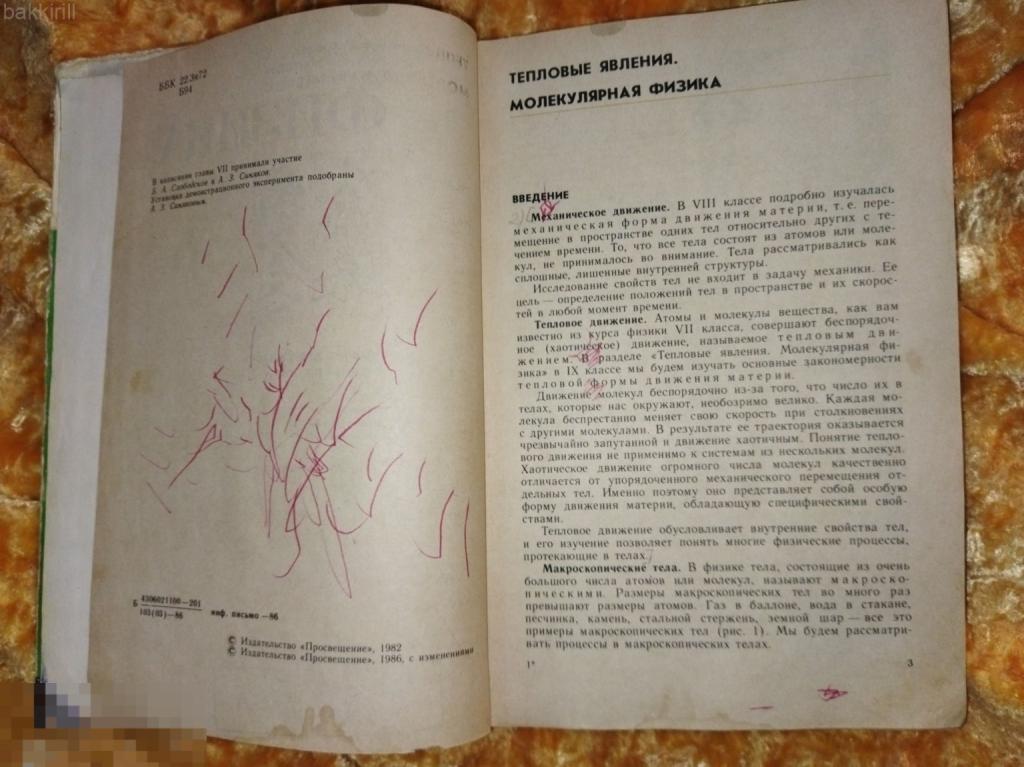 bakkirill
ББК 22.3я72
Б94
В написании главы VII принимали участие
Б. А. Слободсков и А. З. Синяков.
Установки демонстрационного эксперимента подобраны
А. З. Синяковым.
Б 4306021100—201
103(03)—86
инф. письмо —86
© Издательство «Просвещение», 1982
© Издательство «Просвещение», 1986, с изменениями
ТЕПЛОВЫЕ ЯВЛЕНИЯ.
МОЛЕКУЛЯРНАЯ ФИЗИКА
ВВЕДЕНИЕ
Механическое движение. В VIII классе подробно изучалась
механическая форма движения материи, т. е. пере-
мещение в пространстве одних тел относительно других с те-
чением времени. То, что все тела состоят из атомов или моле-
кул, не принималось во внимание. Тела рассматривались как
сплошные, лишенные внутренней структуры.
Исследование свойств тел не входит в задачу механики. Ее
цель — определение положений тел в пространстве и их скорос-
тей в любой момент времени.
Тепловое движение. Атомы и молекулы вещества, как вам
известно из курса физики VII класса, совершают беспорядоч-
ное (хаотическое) движение, называемое тепловым дви-
жением. В разделе «Тепловые явления. Молекулярная фи-
зика» в IX классе мы будем изучать основные закономерности
тепловой формы движения материи.
Движение молекул беспорядочно из-за того, что число их в
телах, которые нас окружают, необозримо велико. Каждая мо-
лекула беспрестанно меняет свою скорость при столкновениях
с другими молекулами. В результате ее траектория оказывается
чрезвычайно запутанной и движение хаотичным. Понятие тепло-
вого движения не применимо к системам из нескольких молекул.
Хаотическое движение огромного числа молекул качественно
отличается от упорядоченного механического перемещения от-
дельных тел. Именно поэтому оно представляет собой особую
форму движения материи, обладающую специфическими свой-
ствами.
Тепловое движение обусловливает внутренние свойства тел,
и его изучение позволяет понять многие физические процессы,
протекающие в телах.
Макроскопические тела. В физике тела, состоящие из очень
большого числа атомов или молекул, называют макроско-
пическими. Размеры макроскопических тел во много раз
превышают размеры атомов. Газ в баллоне, вода в стакане,
песчинка, камень, стальной стержень, земной шар — все это
примеры макроскопических тел (рис. 1). Мы будем рассматри-
вать процессы в макроскопических телах.
1*
3